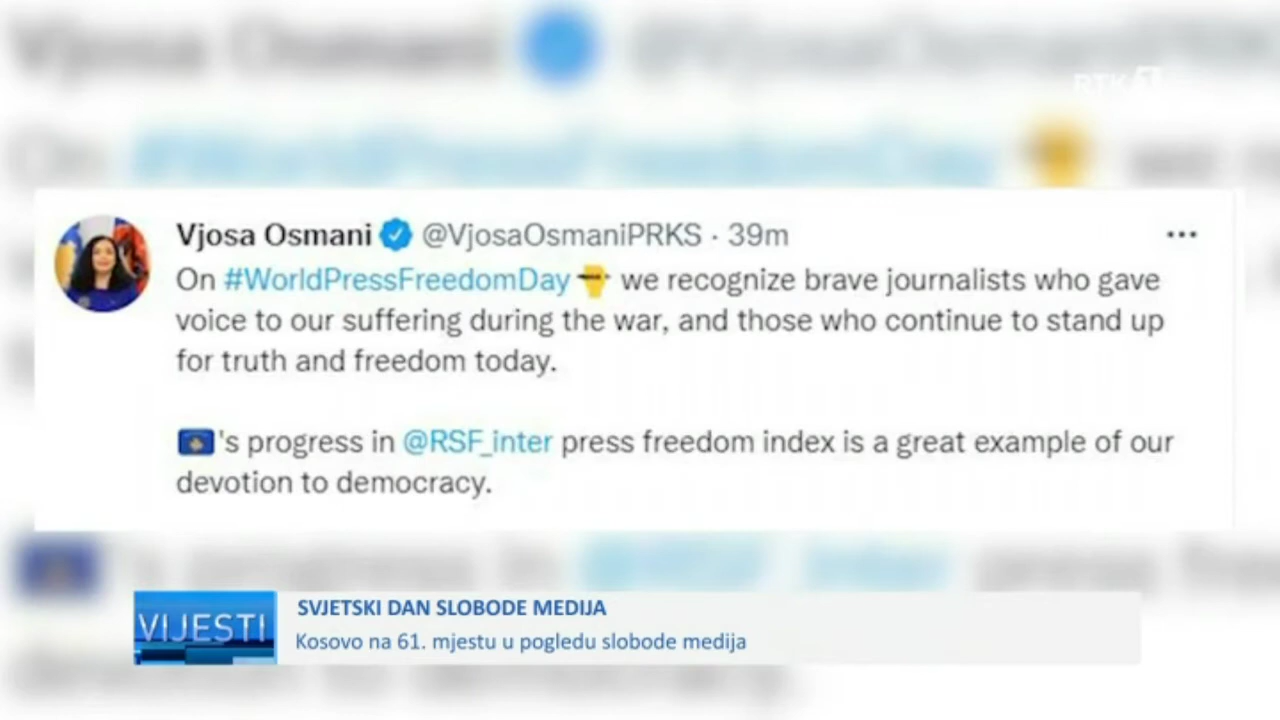 Vjosa Osmani @VjosaOsmaniPRKS · 39m
On #WorldPressFreedomDay we recognize brave journalists who gave
voice to our suffering during the war, and those who continue to stand up
for truth and freedom today.
's progress in @RSF_inter press freedom index is a great example of our
devotion to democracy.
VIJESTI
SVJETSKI DAN SLOBODE MEDIJA
Kosovo na 61. mjestu u pogledu slobode medija